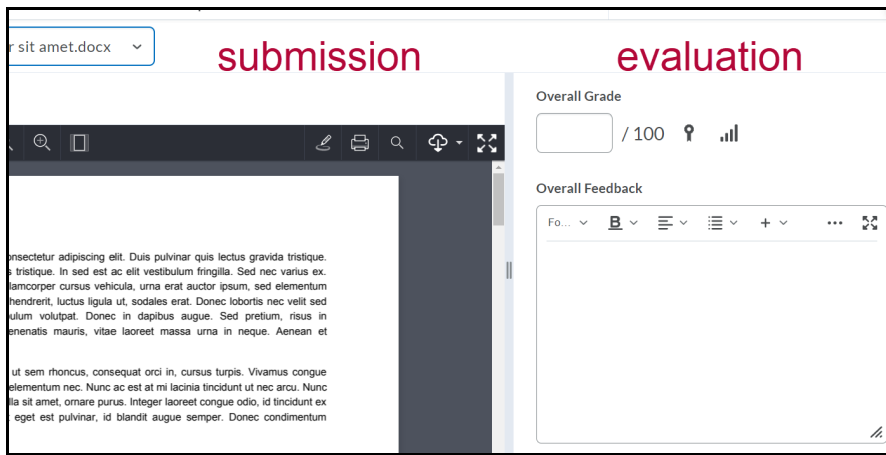 r sit amet.docx
submission
evaluation
Overall Grade
/ 100
Overall Feedback
Fo... B + ...
onsectetur adipiscing elit. Duis pulvinar quis lectus gravida tristique.
s tristique. In sed est ac elit vestibulum fringilla. Sed nec varius ex.
lamcorper cursus vehicula, urna erat auctor ipsum, sed elementum
hendrerit, luctus ligula ut, sodales erat. Donec lobortis nec velit sed
ulum volutpat. Donec in dapibus augue. Sed pretium, risus in
enenatis mauris, vitae laoreet massa urna in neque. Aenean et
ut sem rhoncus, consequat orci in, cursus turpis. Vivamus congue
elementum nec. Nunc ac est at mi lacinia tincidunt ut nec arcu. Nunc
lla sit amet, ornare purus. Integer laoreet congue odio, id tincidunt ex
eget est pulvinar, id blandit augue semper. Donec condimentum